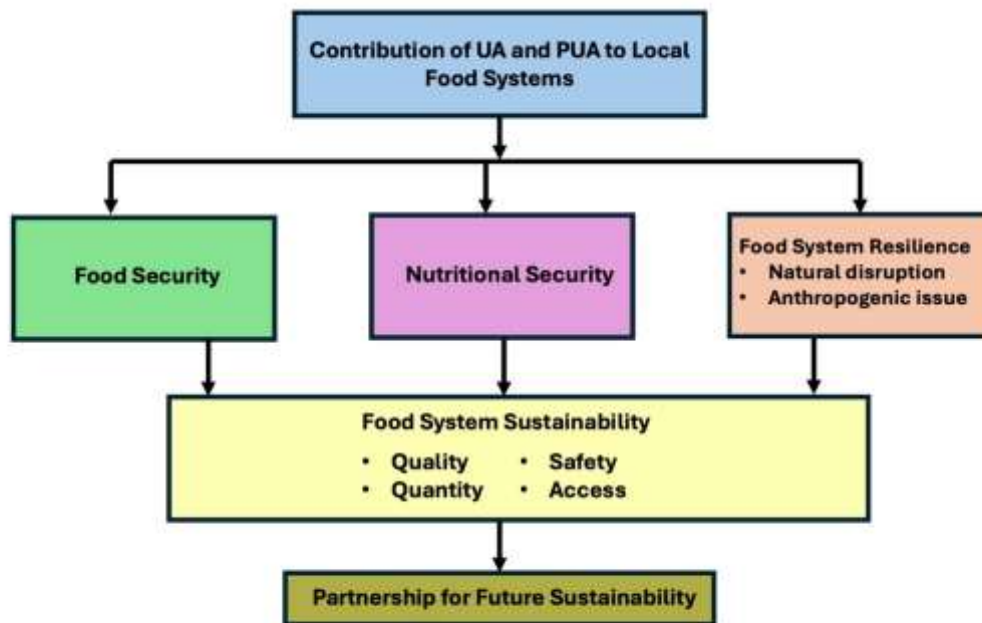 Contribution of UA and PUA to Local
Food Systems
Food Security
Nutritional Security
Food System Resilience
• Natural disruption
• Anthropogenic issue
Food System Sustainability
• Quality • Safety
• Quantity • Access
Partnership for Future Sustainability